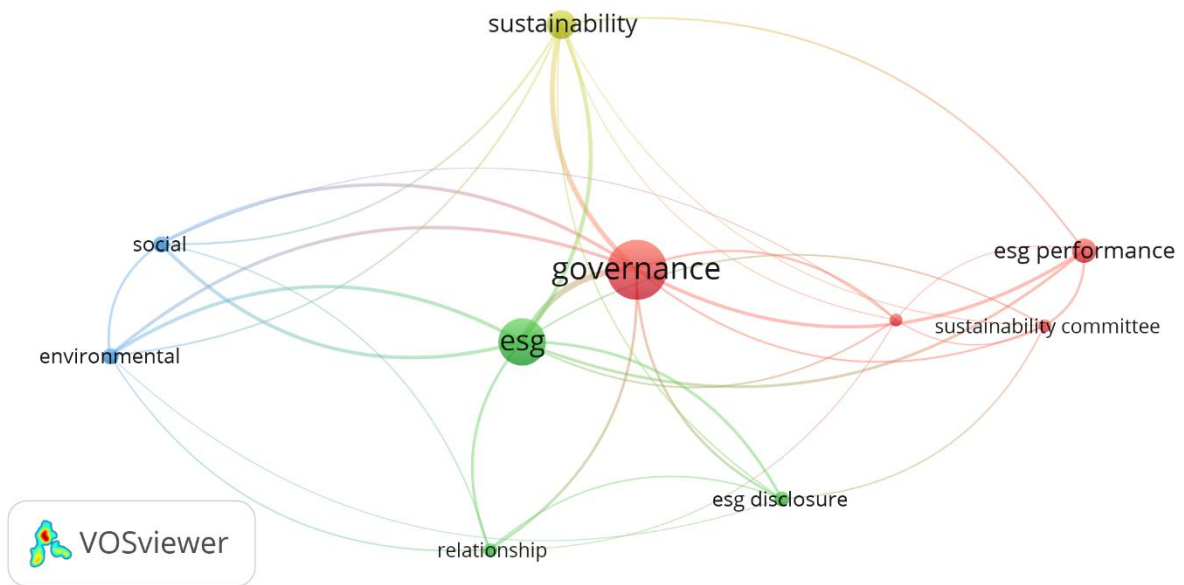 sustainability
social
governance
esg performance
sustainability committee
esg
environmental
esg disclosure
relationship
VOSviewer